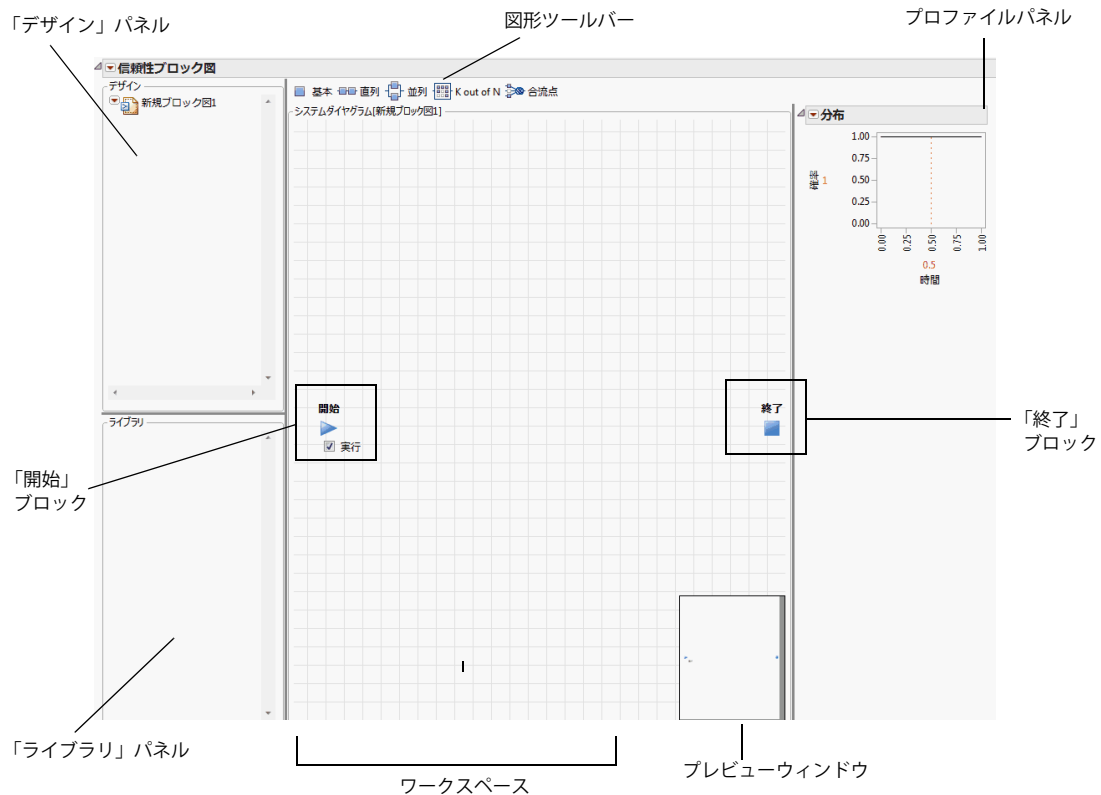 「デザイン」パネル
図形ツールバー
プロファイルパネル
信頼性ブロック図
デザイン
新規ブロック図1
基本 直列 並列 K out of N 合流点
システムダイヤグラム[新規ブロック図1]
分布
1.00
0.75
0.50
0.25
0.00
確率
1
0.00 0.25 0.50 0.75 1.00
0.5
時間
開始
実行
終了
「終了」
ブロック
ライブラリ
「開始」
ブロック
「ライブラリ」パネル
ワークスペース
プレビューウィンドウ